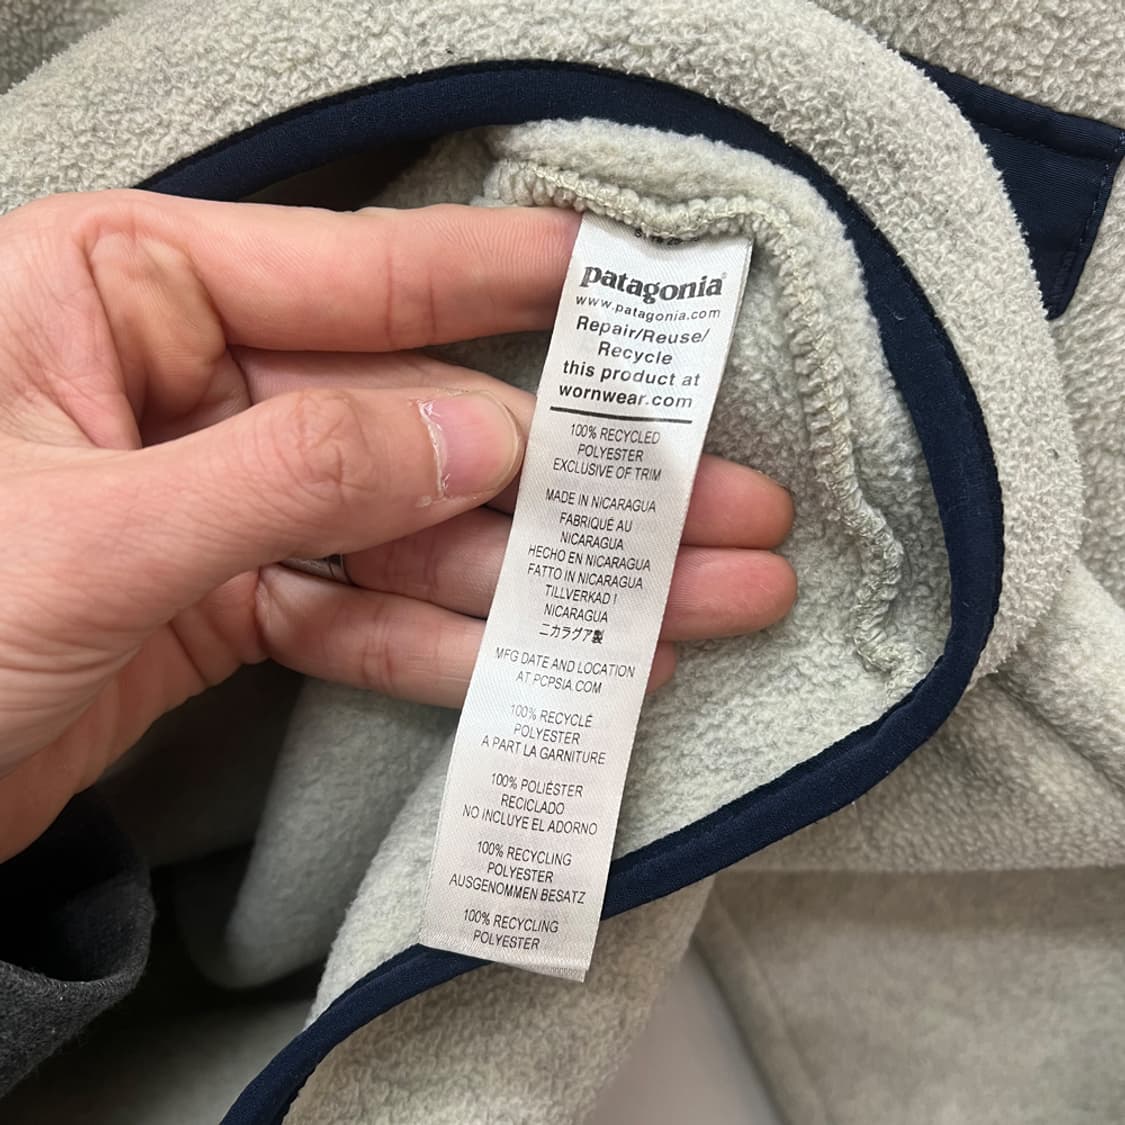 patagonia®
www.patagonia.com
Repair/Reuse/
Recycle
this product at
wornwear.com
100% RECYCLED
POLYESTER
EXCLUSIVE OF TRIM
MADE IN NICARAGUA
FABRIQUÉ AU
NICARAGUA
HECHO EN NICARAGUA
FATTO IN NICARAGUA
TILLVERKAD I
NICARAGUA
ニカラグア製
MFG DATE AND LOCATION
AT PCPSIA.COM
100% RECYCLÉ
POLYESTER
A PART LA GARNITURE
100% POLIÉSTER
RECICLADO
NO INCLUYE EL ADORNO
100% RECYCLING
POLYESTER
AUSGENOMMEN BESATZ
100% RECYCLING
POLYESTER